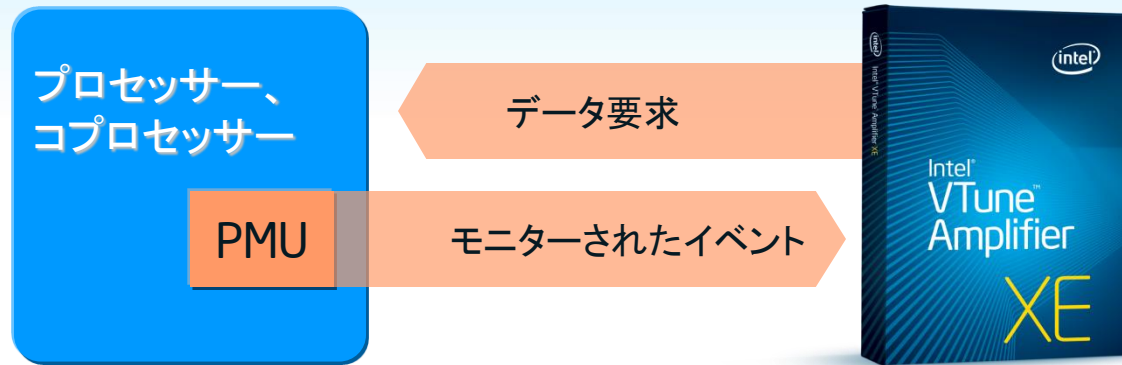 プロセッサー、
コプロセッサー
データ要求
PMU
モニターされたイベント
intel
Intel® VTune™ Amplifier XE
intel
Intel®
VTune™
Amplifier
XE